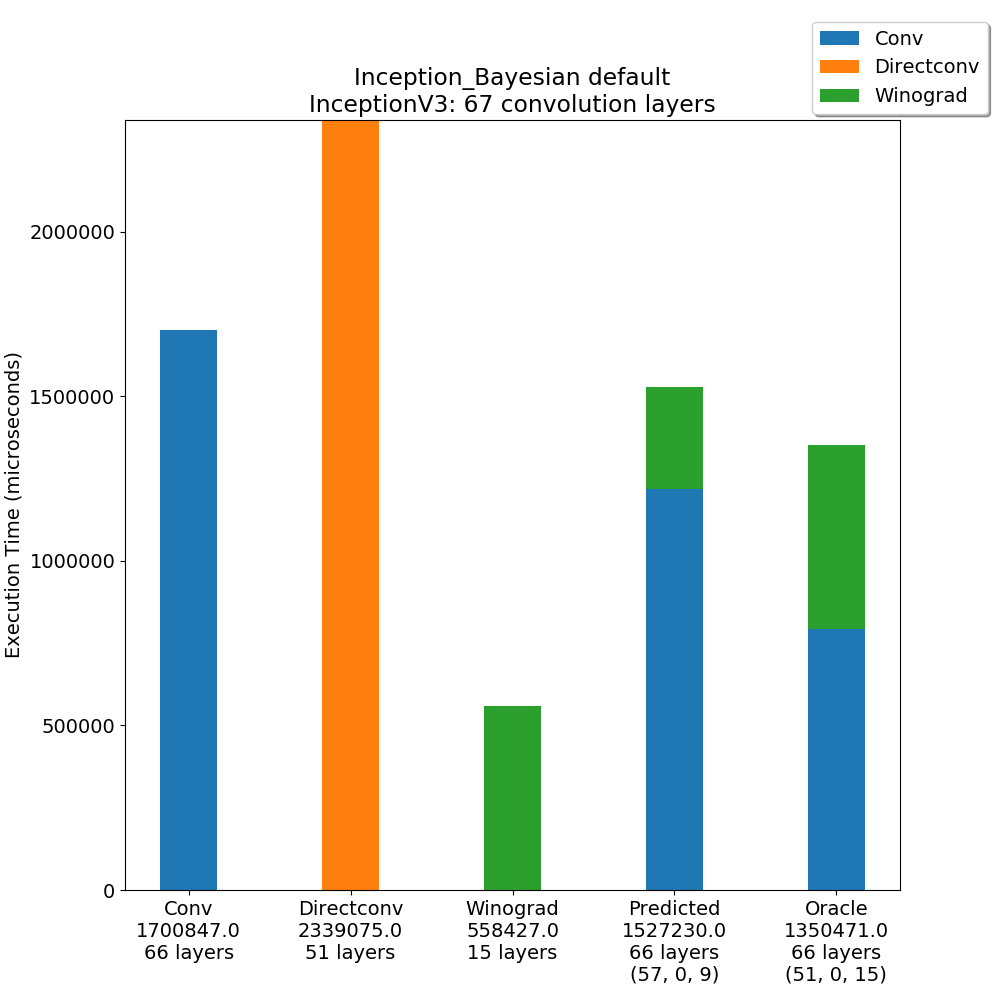 Conv
Directconv
Winograd
Inception_Bayesian default
InceptionV3: 67 convolution layers
Execution Time (microseconds)
2000000
1500000
1000000
500000
0
Conv
1700847.0
66 layers
Directconv
2339075.0
51 layers
Winograd
558427.0
15 layers
Predicted
1527230.0
66 layers
(57, 0, 9)
Oracle
1350471.0
66 layers
(51, 0, 15)